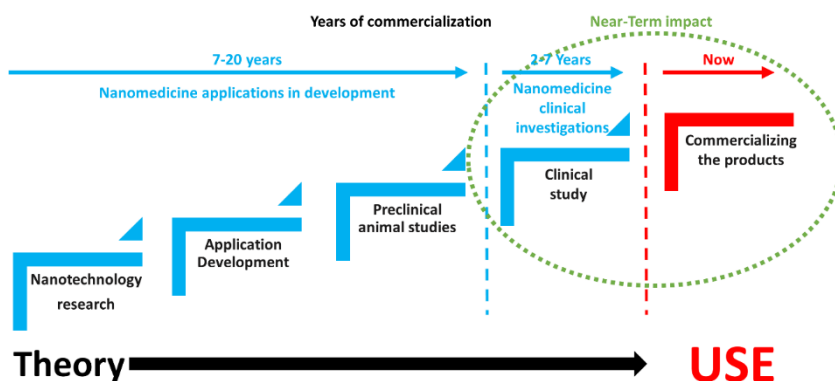 Years of commercialization
Near-Term impact
7-20 years
2-7 Years
Now
Nanomedicine applications in development
Nanomedicine
clinical
investigations
Commercializing
the products
Clinical
study
Preclinical
animal studies
Application
Development
Nanotechnology
research
Theory
USE